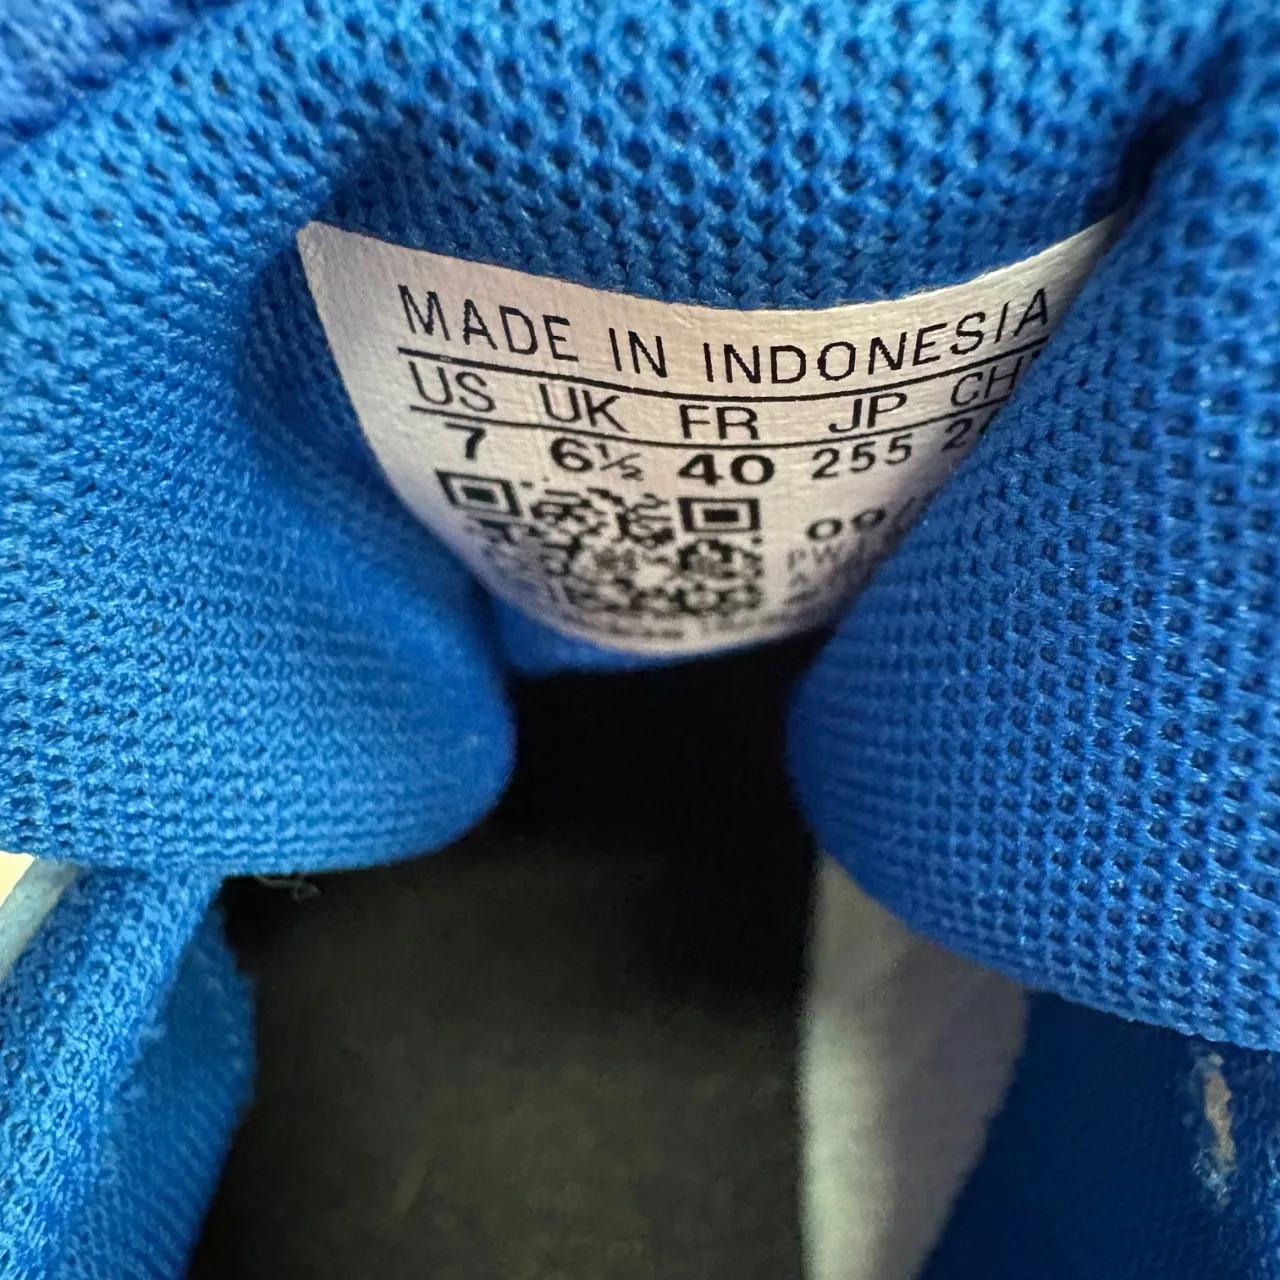 MADE IN INDONESIA
US UK FR JP
7 6½ 40 255